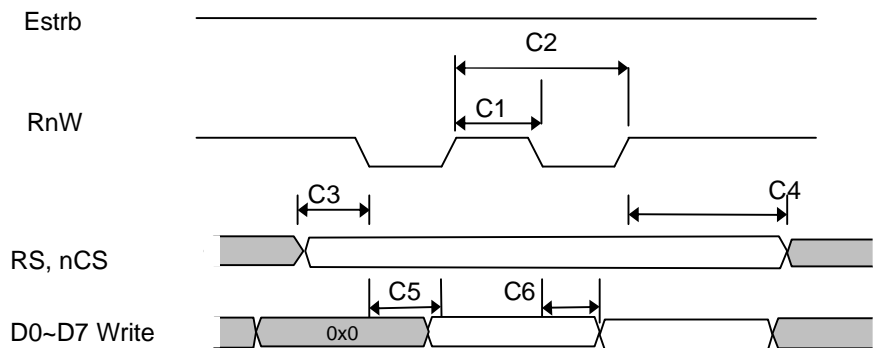 Estrb
C2
C1
RnW
C3
C4
RS, nCS
C5
C6
D0~D7 Write
0x0